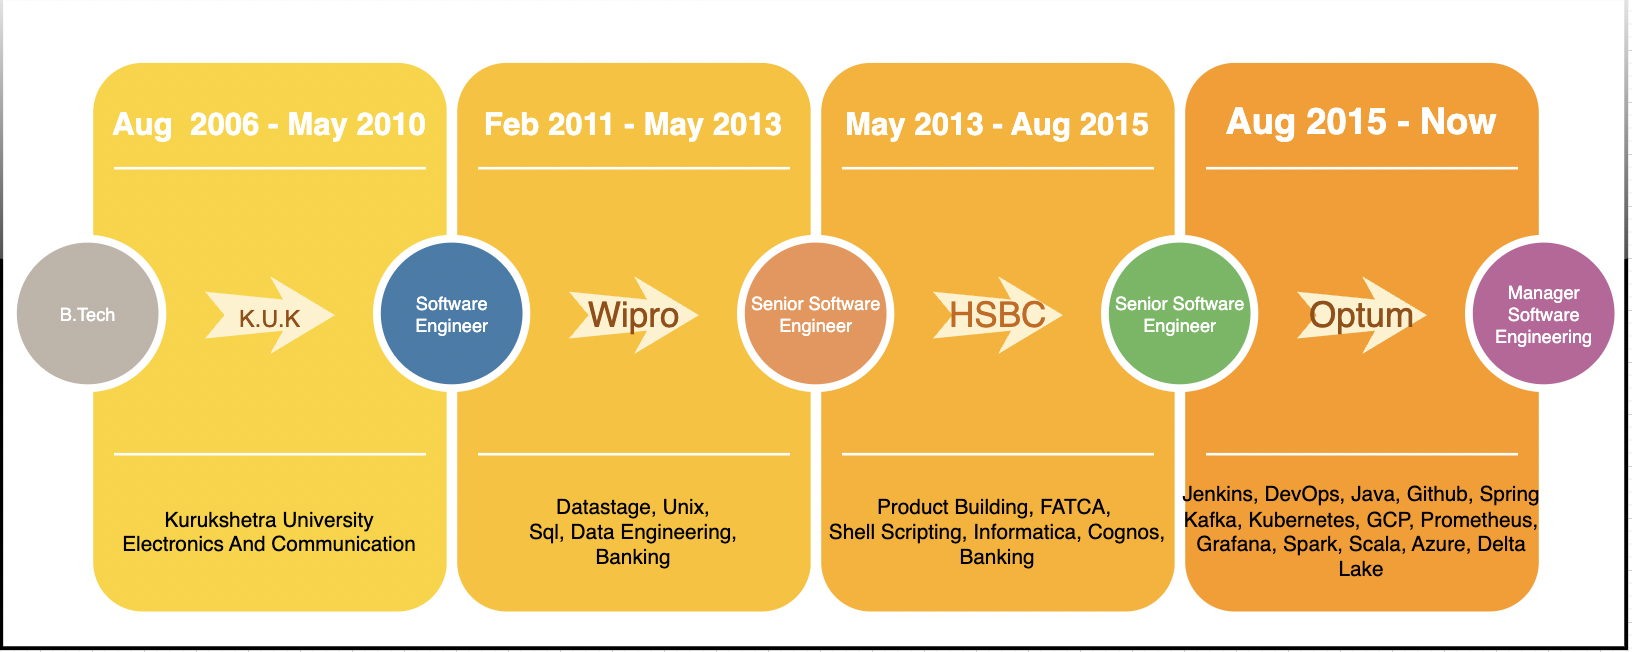 Aug  2006 - May 2010
Feb 2011 - May 2013
May 2013 - Aug 2015
Aug 2015 - Now
B.Tech
K.U.K
Software
Engineer
Wipro
Senior Software
Engineer
HSBC
Senior Software
Engineer
Optum
Manager
Software
Engineering
Kurukshetra University
Electronics And Communication
Datastage, Unix,
Sql, Data Engineering,
Banking
Product Building, FATCA,
Shell Scripting, Informatica, Cognos,
Banking
Jenkins, DevOps, Java, Github, Spring
Kafka, Kubernetes, GCP, Prometheus,
Grafana, Spark, Scala, Azure, Delta
Lake